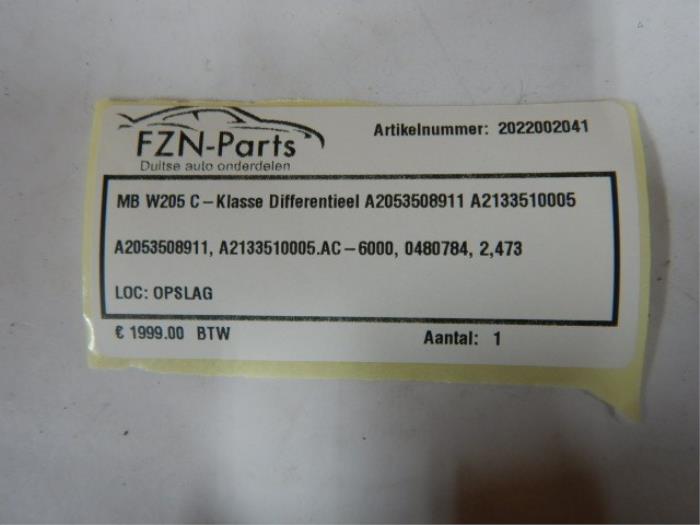 FZN-Parts
Duitse auto onderdelen
Artikelnummer: 2022002041
MB W205 C-Klasse Differentieel A2053508911 A2133510005
A2053508911, A2133510005.AC-6000, 0480784, 2,473
LOC: OPSLAG
€ 1999.00 BTW
Aantal: 1